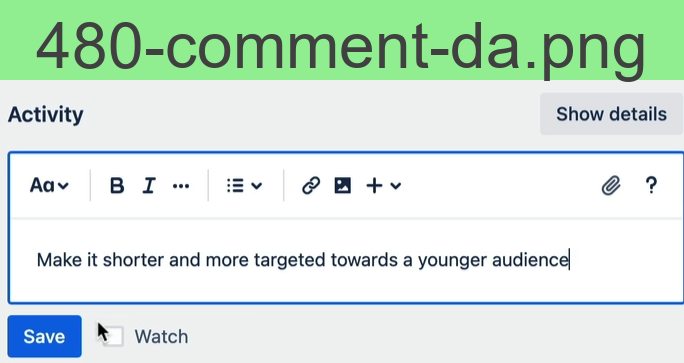 480-comment-da.png
Activity
Show details
Aa B I ... ?
Make it shorter and more targeted towards a younger audience
Save Watch